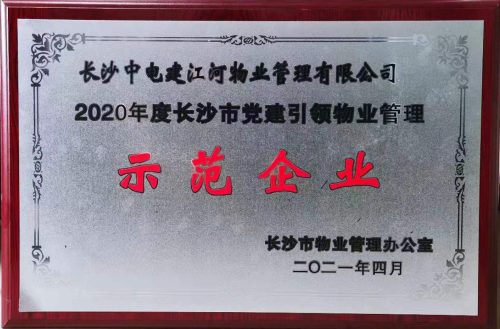 长沙中电建江河物业管理有限公司
2020年度长沙市党建引领物业管理
示范企业
长沙市物业管理办公室
二〇二一年四月